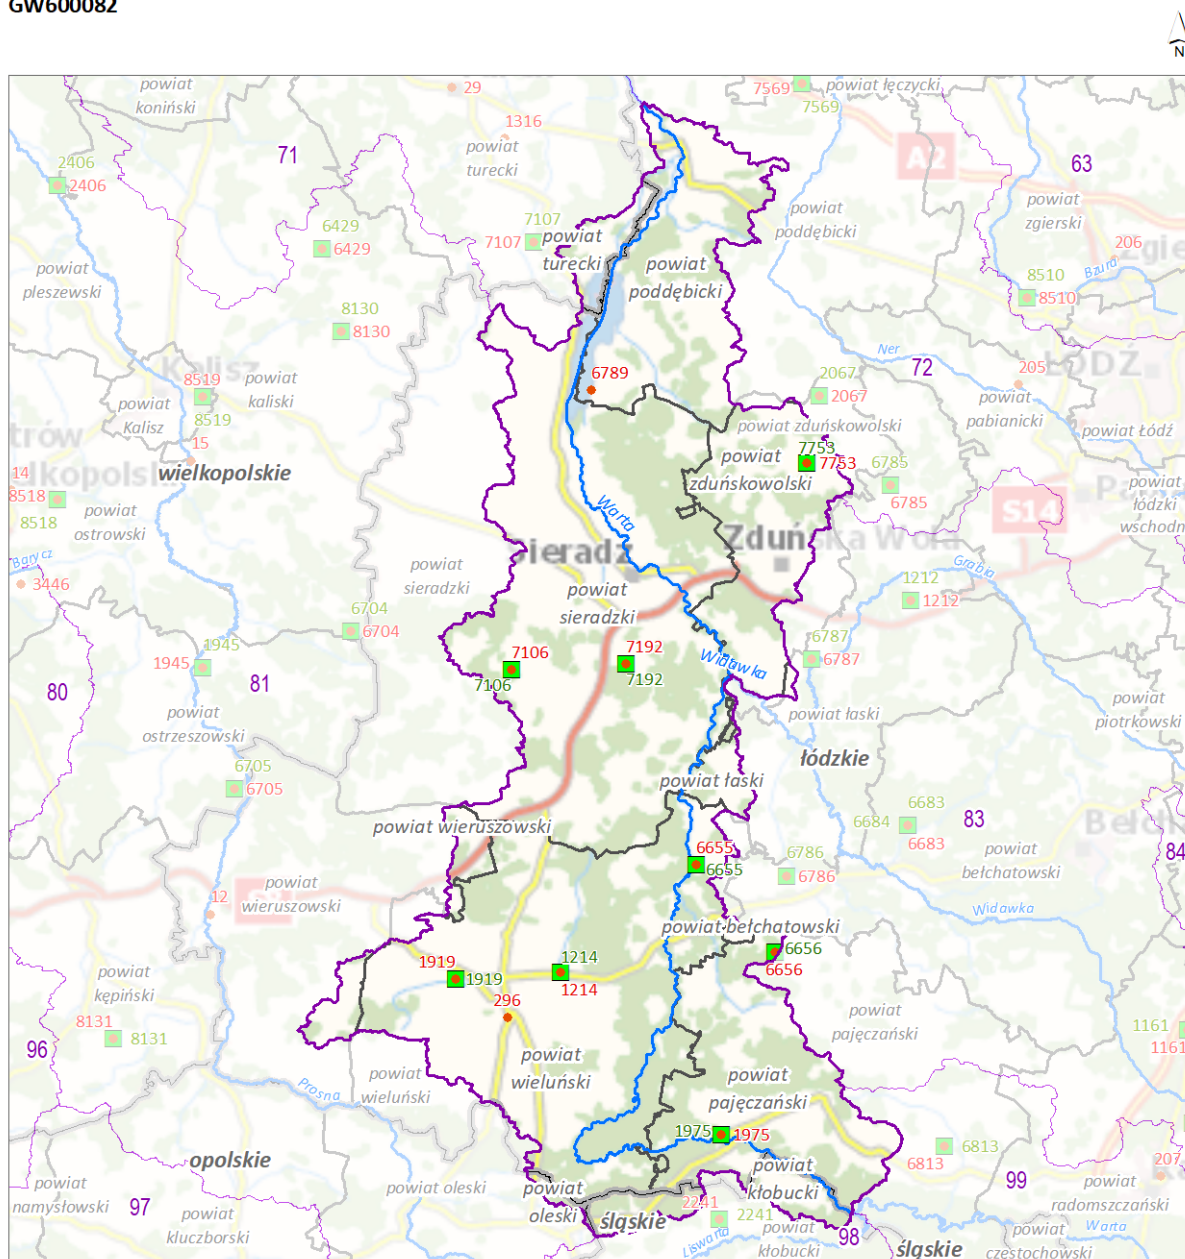 GW600082
N
powiat
koniński
29
7569
7569
powiat łęczycki
1316
71
powiat
turecki
A2
63
2406
2406
powiat
zgierski
6429
6429
7107
7107
powiat
turecki
powiat
poddębicki
206
Zgie
powiat
pleszewski
powiat
poddębicki
Bzura
8510
8510
8130
8130
Ner
Kalisz
8519
8519
powiat
kaliski
6789
2067
2067
72
205
ŁÓDŹ
powiat
Kalisz
powiat
pabianicki
15
powiat zduńskowolski
powiat Łódź
trów
lkopolsk
wielkopolskie
7753
7753
powiat
zduńskowolski
6785
6785
14
8518
8518
powiat
ostrowski
Warta
S14
powiat
łódzki
wschodn
Sieradz
Zduńska Wola
Barycz
3446
powiat
sieradzki
powiat
sieradzki
Grabia
1212
1212
6704
6704
1945
1945
6787
6787
7106
7106
7192
7192
Widawka
80
81
powiat
ostrzeszowski
powiat łaski
powiat
piotrkowski
łódzkie
6705
6705
powiat łaski
6683
6684
6683
83
powiat wieruszowski
Bełch
84
6655
6655
6786
6786
powiat
bełchatowski
12
powiat
wieruszowski
Widawka
powiat bełchatowski
6656
6656
1919
1919
1214
1214
296
powiat
kępiński
powiat
pajęczański
8131
8131
96
1161
1161
powiat
wieluński
powiat
wieluński
Prosna
powiat
pajęczański
1975
1975
6813
6813
opolskie
powiat
kłobucki
207
99
powiat oleski
powiat
oleski
powiat
namysłowski
97
powiat
kluczborski
śląskie
2241
2241
powiat
kłobucki
Liswarta
98
śląskie
powiat
radomszczański
Warta
powiat
częstochowski